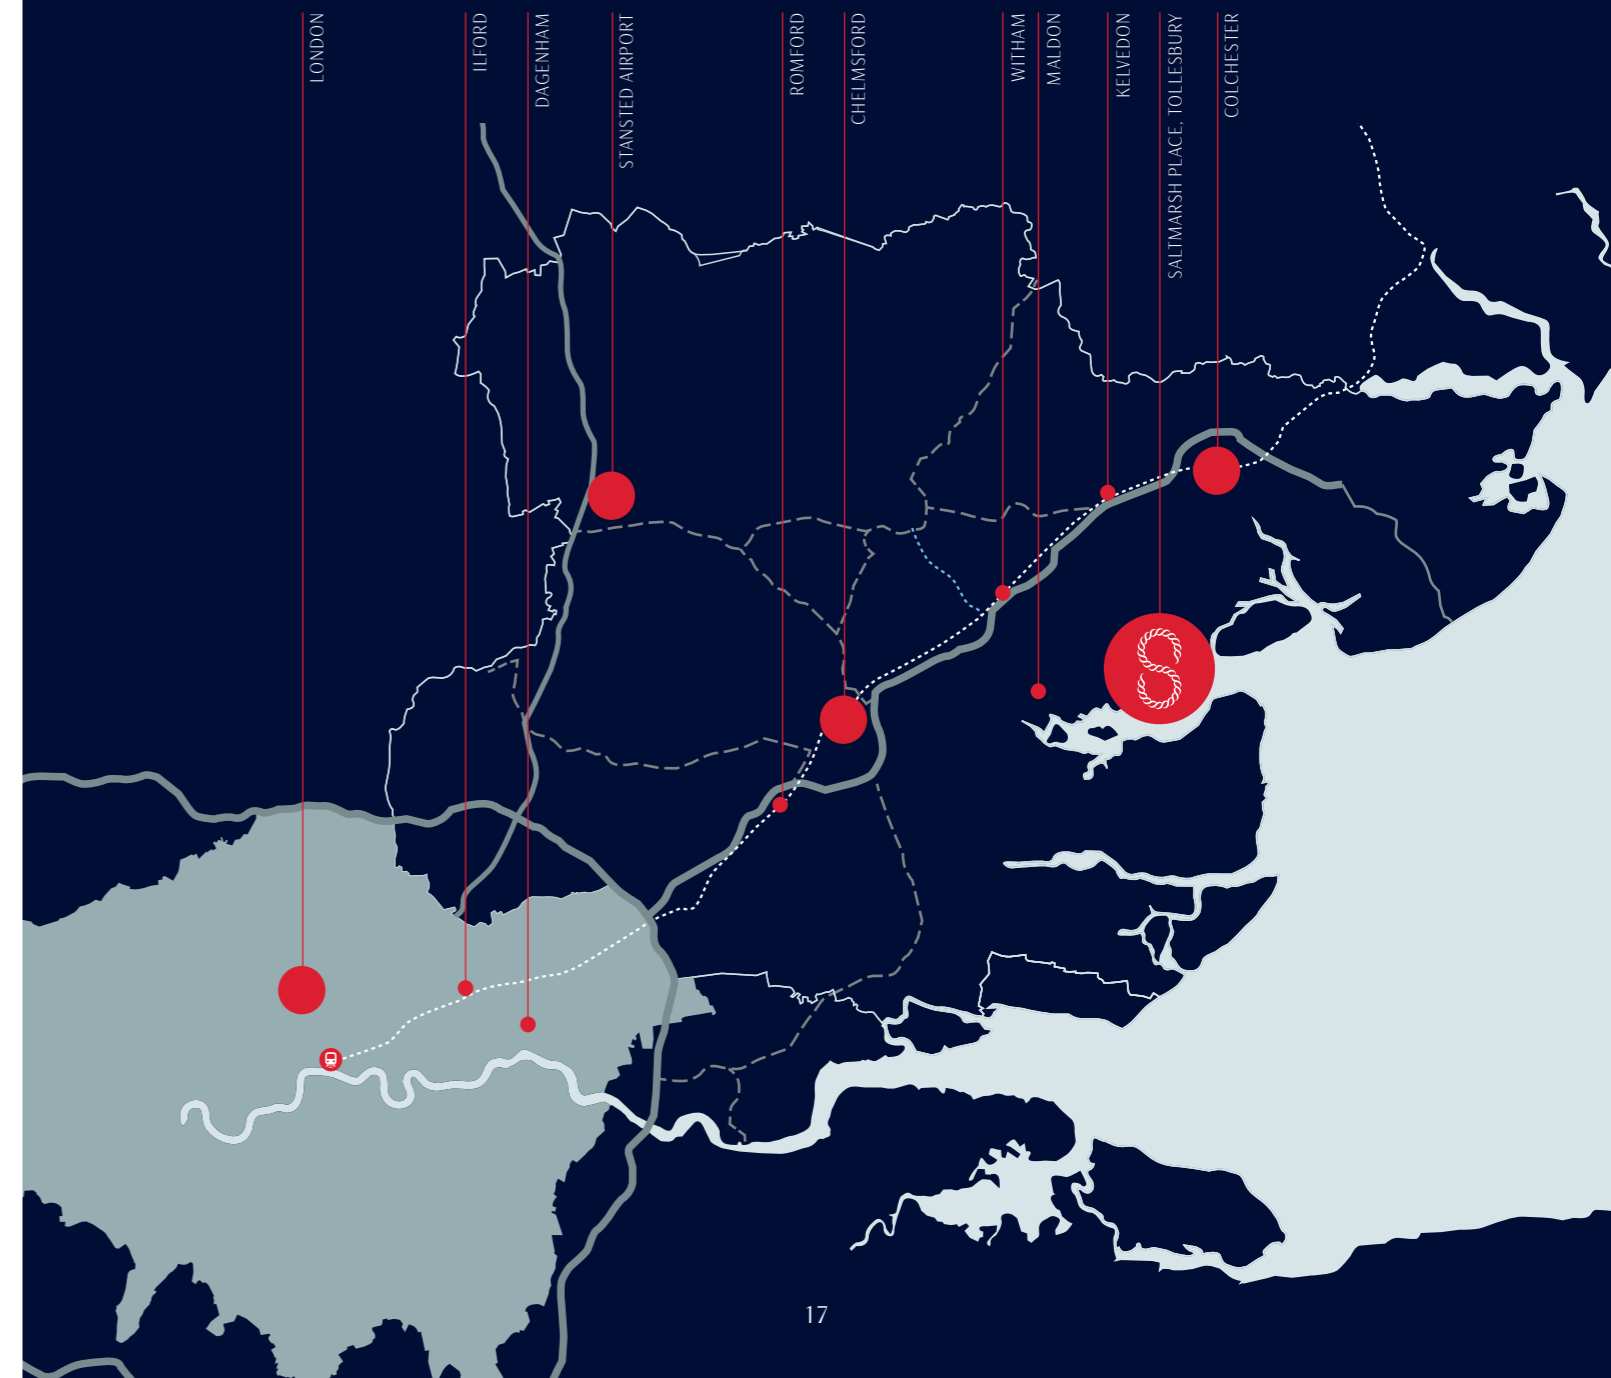 LONDON
ILFORD
DAGENHAM
STANSTED AIRPORT
ROMFORD
CHELMSFORD
WITHAM
MALDON
KELVEDON
SALTMARSH PLACE, TOLLESBURY
COLCHESTER
17